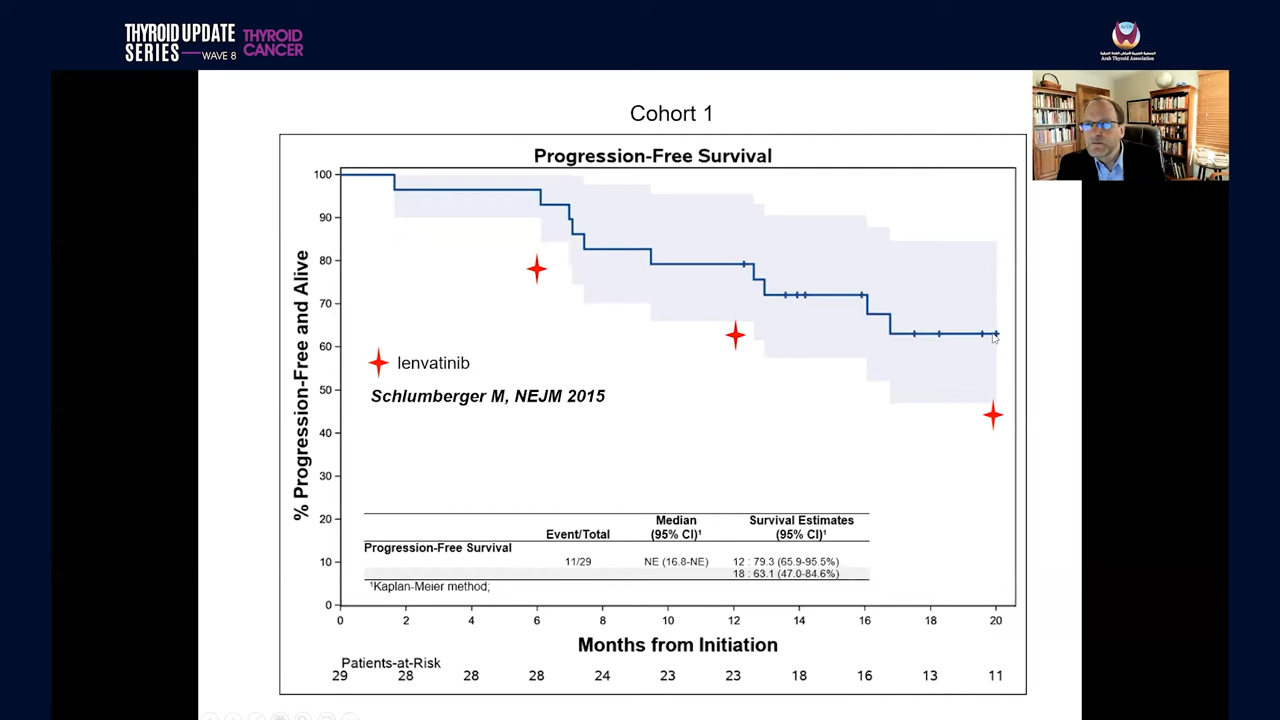 THYROID UPDATE
SERIES — WAVE 8
THYROID
CANCER
Arab Thyroid Association
Cohort 1
Progression-Free Survival
% Progression-Free and Alive
100
90
80
70
60
50
40
30
20
10
0
lenvatinib
Schlumberger M, NEJM 2015
Event/Total
Median
(95% CI)¹
Survival Estimates
(95% CI)¹
Progression-Free Survival
11/29 NE (16.8-NE) 12 : 79.3 (65.9-95.5%)
18 : 63.1 (47.0-84.6%)
¹Kaplan-Meier method;
0 2 4 6 8 10 12 14 16 18 20
Months from Initiation
Patients-at-Risk
29 28 28 28 24 23 23 18 16 13 11